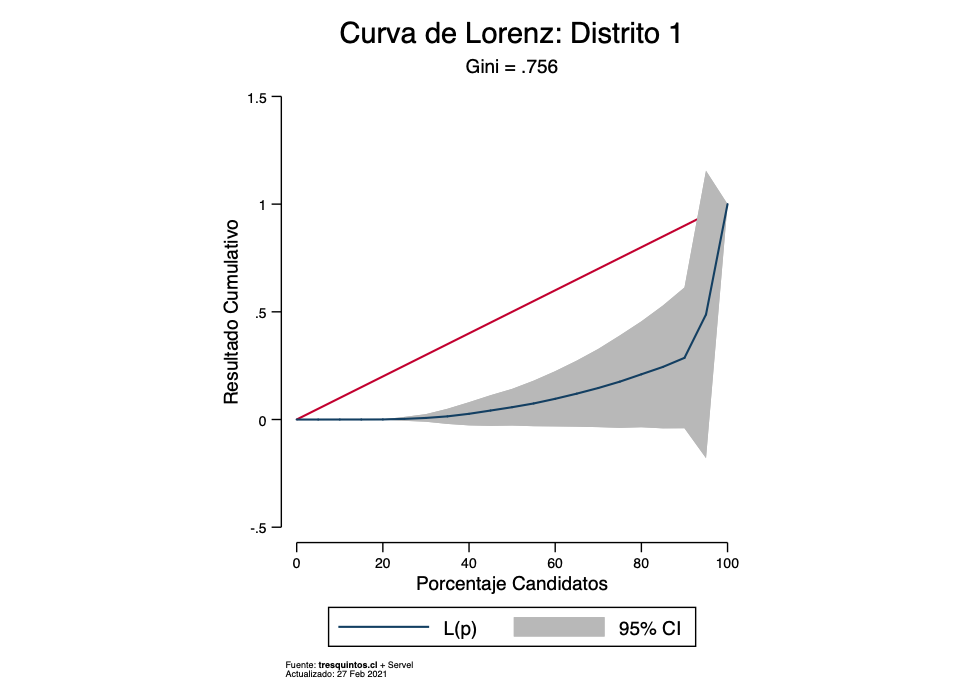 Curva de Lorenz: Distrito 1
Gini = .756
1.5
1
.5
0
-.5
Resultado Cumulativo
0 20 40 60 80 100
Porcentaje Candidatos
L(p) 95% CI
Fuente: tresquintos.cl + Servel
Actualizado: 27 Feb 2021